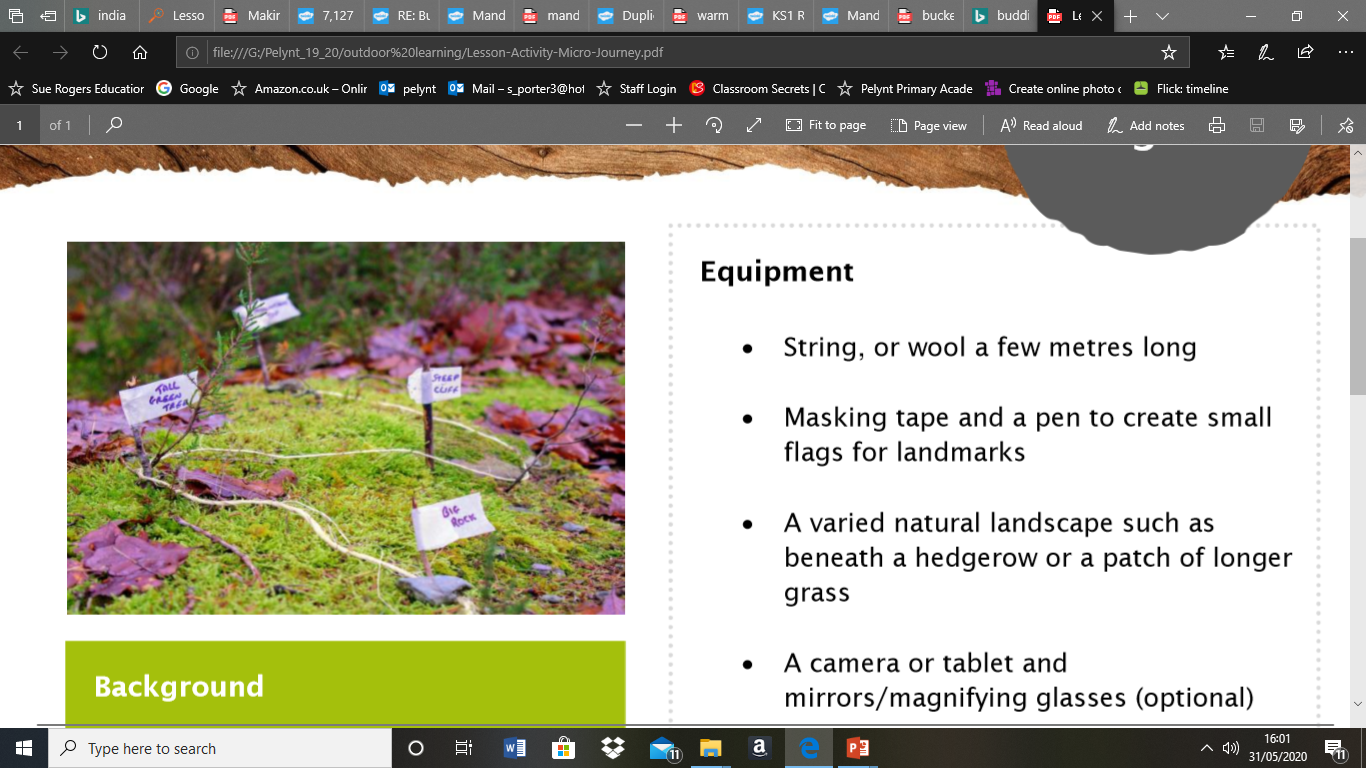 india
Lesso
Makir
7,127
RE: Bu
Mand
mand
Dupli
warm
KS1 R
Mand
bucke
buddi
Le
file:///G:/Pelynt_19_20/outdoor%20learning/Lesson-Activity-Micro-Journey.pdf
Sue Rogers Education
Google
Amazon.co.uk – Onlin
pelynt
Mail – s_porter3@hot
Staff Login
Classroom Secrets | C
Pelynt Primary Acade
Create online photo c
Flick: timeline
1 of 1
Fit to page
Page view
Read aloud
Add notes
Equipment
• String, or wool a few metres long
• Masking tape and a pen to create small
flags for landmarks
• A varied natural landscape such as
beneath a hedgerow or a patch of longer
grass
• A camera or tablet and
mirrors/magnifying glasses (optional)
TALL
GREEN
TREE
STEEP
CLIFF
BIG
ROCK
Background
Type here to search
11
16:01
31/05/2020
11